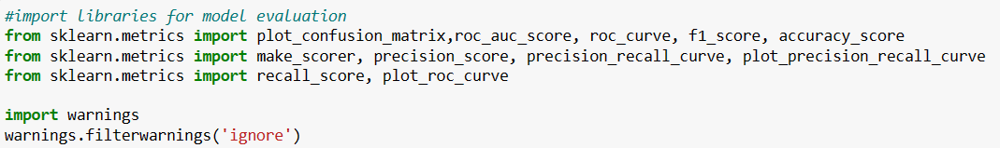 #import libraries for model evaluation
from sklearn.metrics import plot_confusion_matrix,roc_auc_score, roc_curve, f1_score, accuracy_score
from sklearn.metrics import make_scorer, precision_score, precision_recall_curve, plot_precision_recall_curve
from sklearn.metrics import recall_score, plot_roc_curve
import warnings
warnings.filterwarnings('ignore')